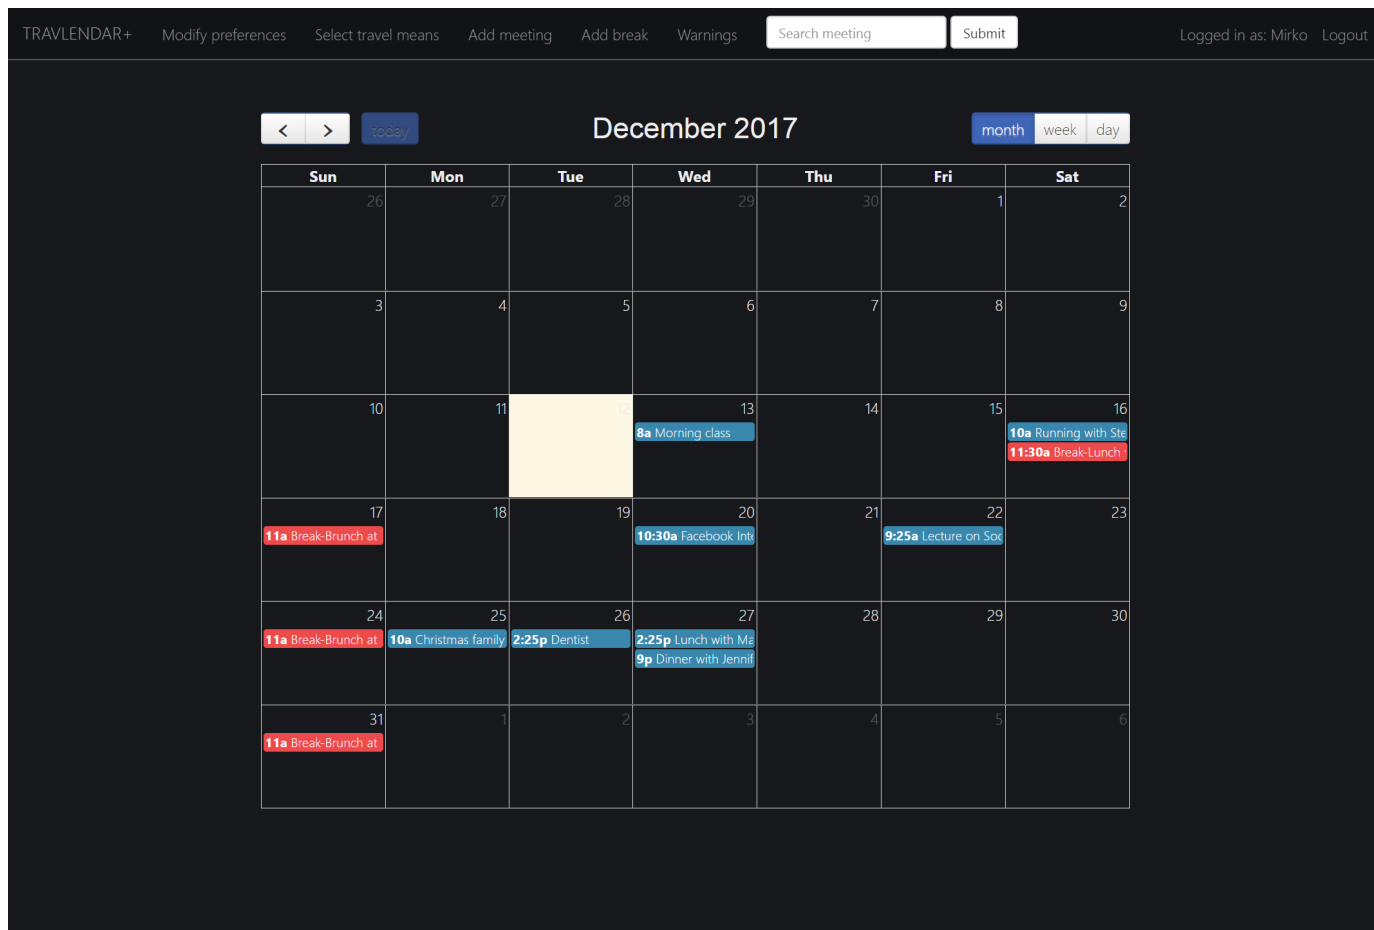 TRAVLENDAR+ Modify preferences Select travel means Add meeting Add break Warnings Search meeting Submit Logged in as: Mirko Logout
today December 2017 month week day
Sun Mon Tue Wed Thu Fri Sat
26 27 28 29 30 1 2
3 4 5 6 7 8 9
10 11 12 13 14 15 16
8a Morning class 10a Running with Ste
11:30a Break-Lunch
17 18 19 20 21 22 23
11a Break-Brunch at 10:30a Facebook Int 9:25a Lecture on Soc
24 25 26 27 28 29 30
11a Break-Brunch at 10a Christmas family 2:25p Dentist 2:25p Lunch with Ma
9p Dinner with Jennif
31 1 2 3 4 5 6
11a Break-Brunch at